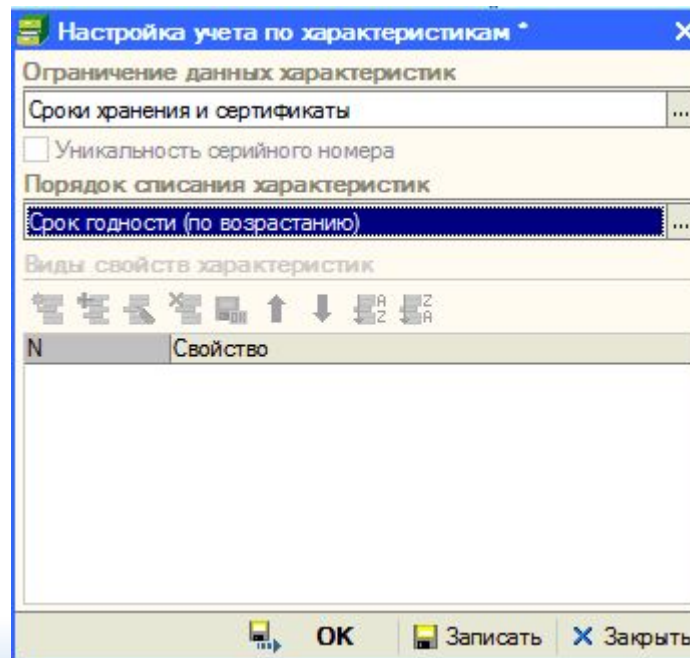 Настройка учета по характеристикам *
Ограничение данных характеристик
Сроки хранения и сертификаты
...
Уникальность серийного номера
Порядок списания характеристик
Срок годности (по возрастанию)
...
Виды свойств характеристик
N Свойство
OK Записать Закрыть